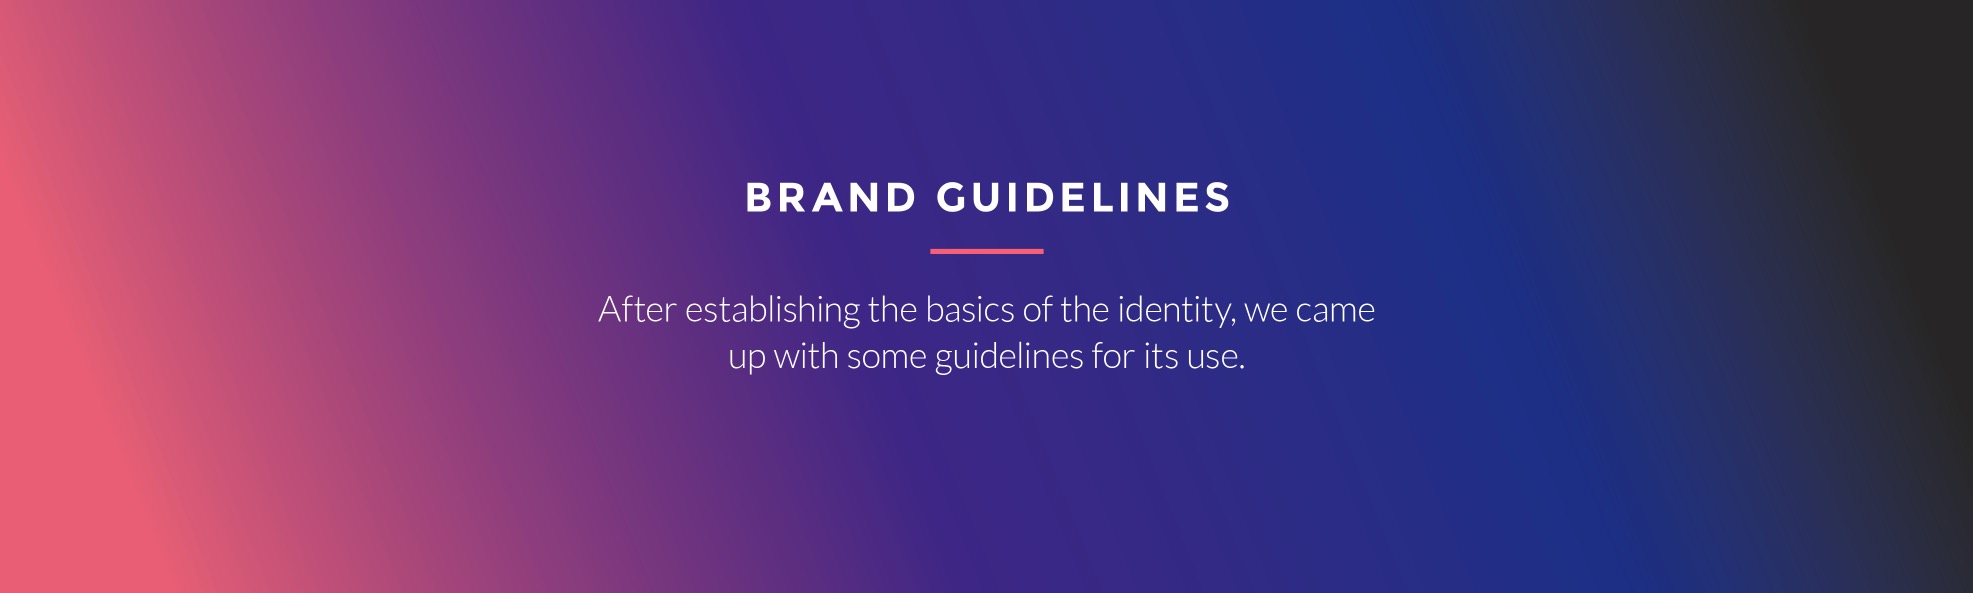 BRAND GUIDELINES
After establishing the basics of the identity, we came
up with some guidelines for its use.